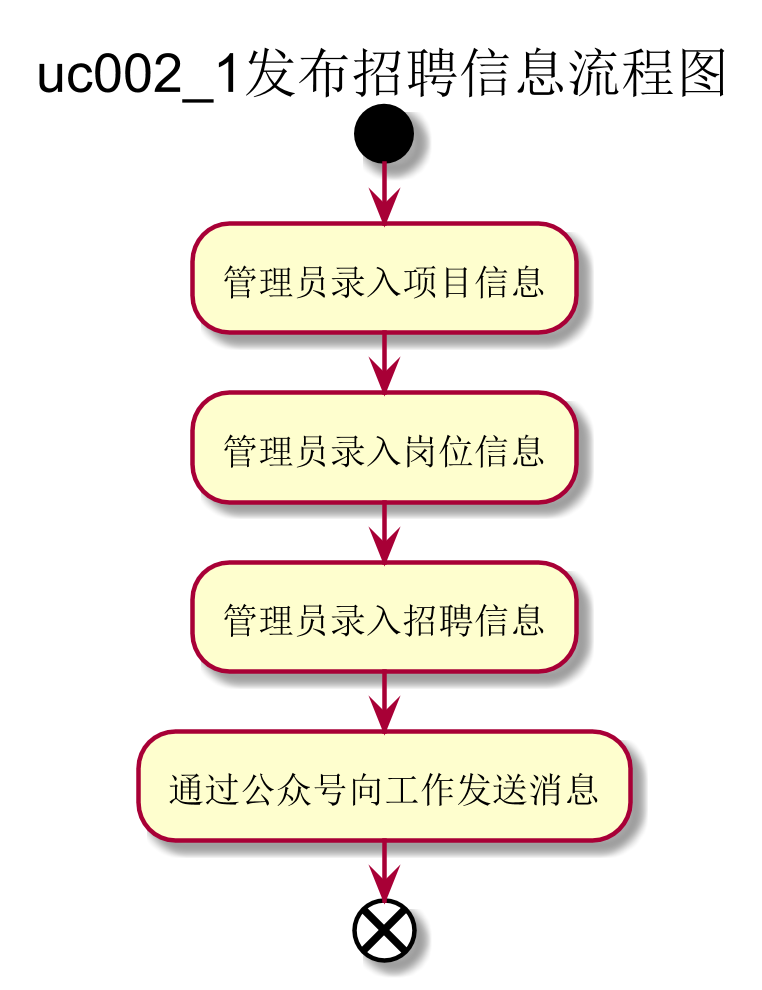 uc002_1发布招聘信息流程图
管理员录入项目信息
管理员录入岗位信息
管理员录入招聘信息
通过公众号向工作发送消息